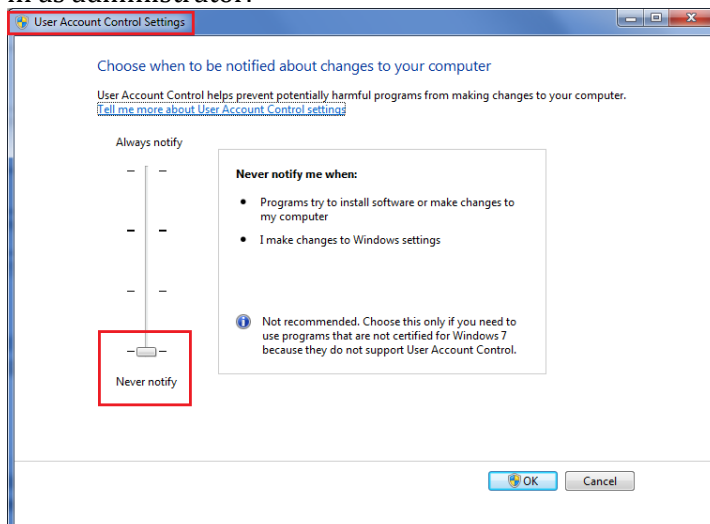 in as administrator.
User Account Control Settings
Choose when to be notified about changes to your computer
User Account Control helps prevent potentially harmful programs from making changes to your computer.
Tell me more about User Account Control settings
Always notify
Never notify me when:
• Programs try to install software or make changes to
my computer
• I make changes to Windows settings
Not recommended. Choose this only if you need to
use programs that are not certified for Windows 7
because they do not support User Account Control.
Never notify
OK
Cancel